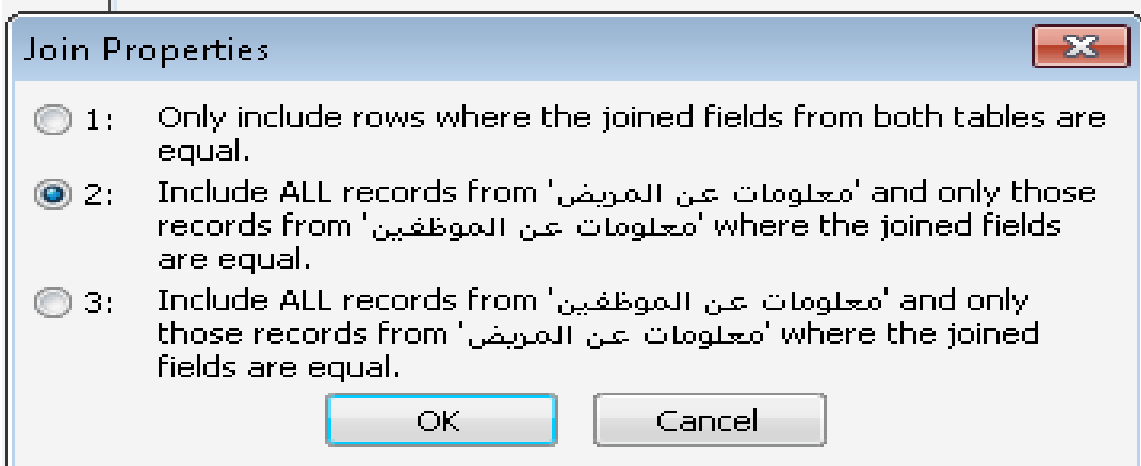 Join Properties
1: Only include rows where the joined fields from both tables are
equal.
2: Include ALL records from 'معلومات عن المريض' and only those
records from 'معلومات عن الموظفين' where the joined fields
are equal.
3: Include ALL records from 'معلومات عن الموظفين' and only
those records from 'معلومات عن المريض' where the joined
fields are equal.
OK Cancel